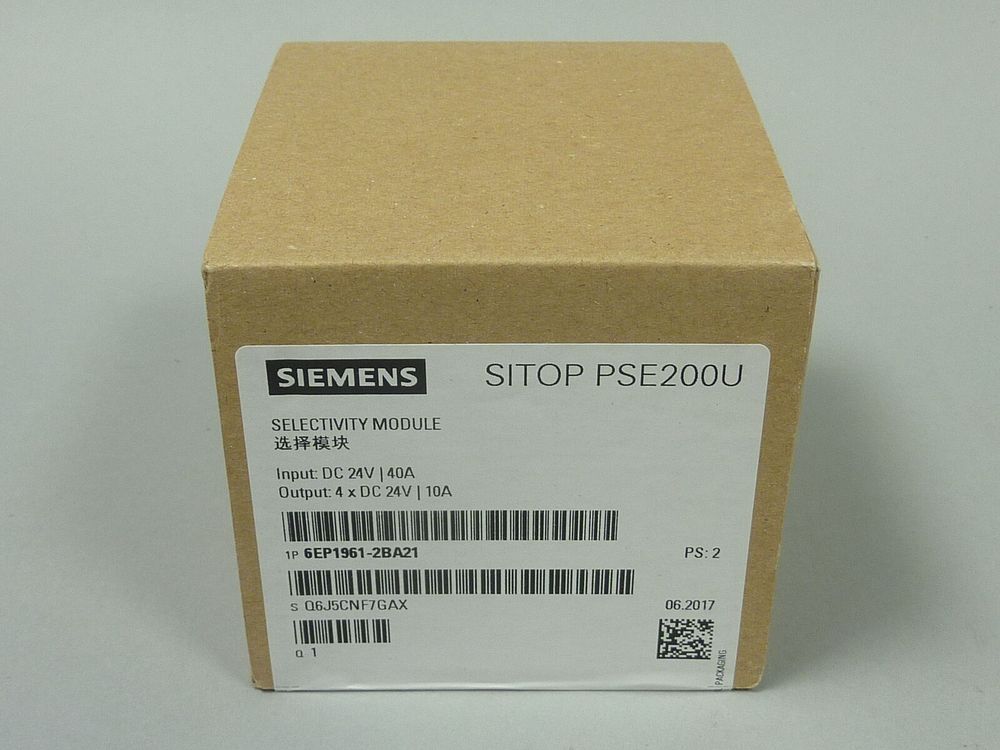 SIEMENS
SITOP PSE200U
SELECTIVITY MODULE
选择模块
Input: DC 24V | 40A
Output: 4 x DC 24V | 10A
1P 6EP1961-2BA21
PS: 2
S Q6J5CNF7GAX
06.2017
Q 1
PACKAGING